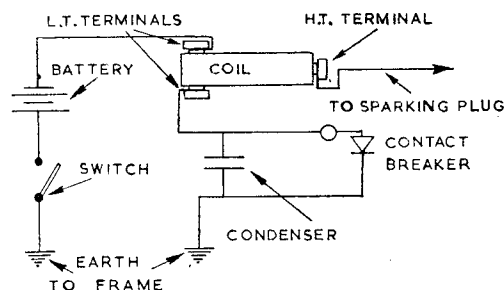 L.T. TERMINALS
H.T. TERMINAL
BATTERY
COIL
TO SPARKING PLUG
CONTACT
BREAKER
SWITCH
CONDENSER
EARTH
TO FRAME